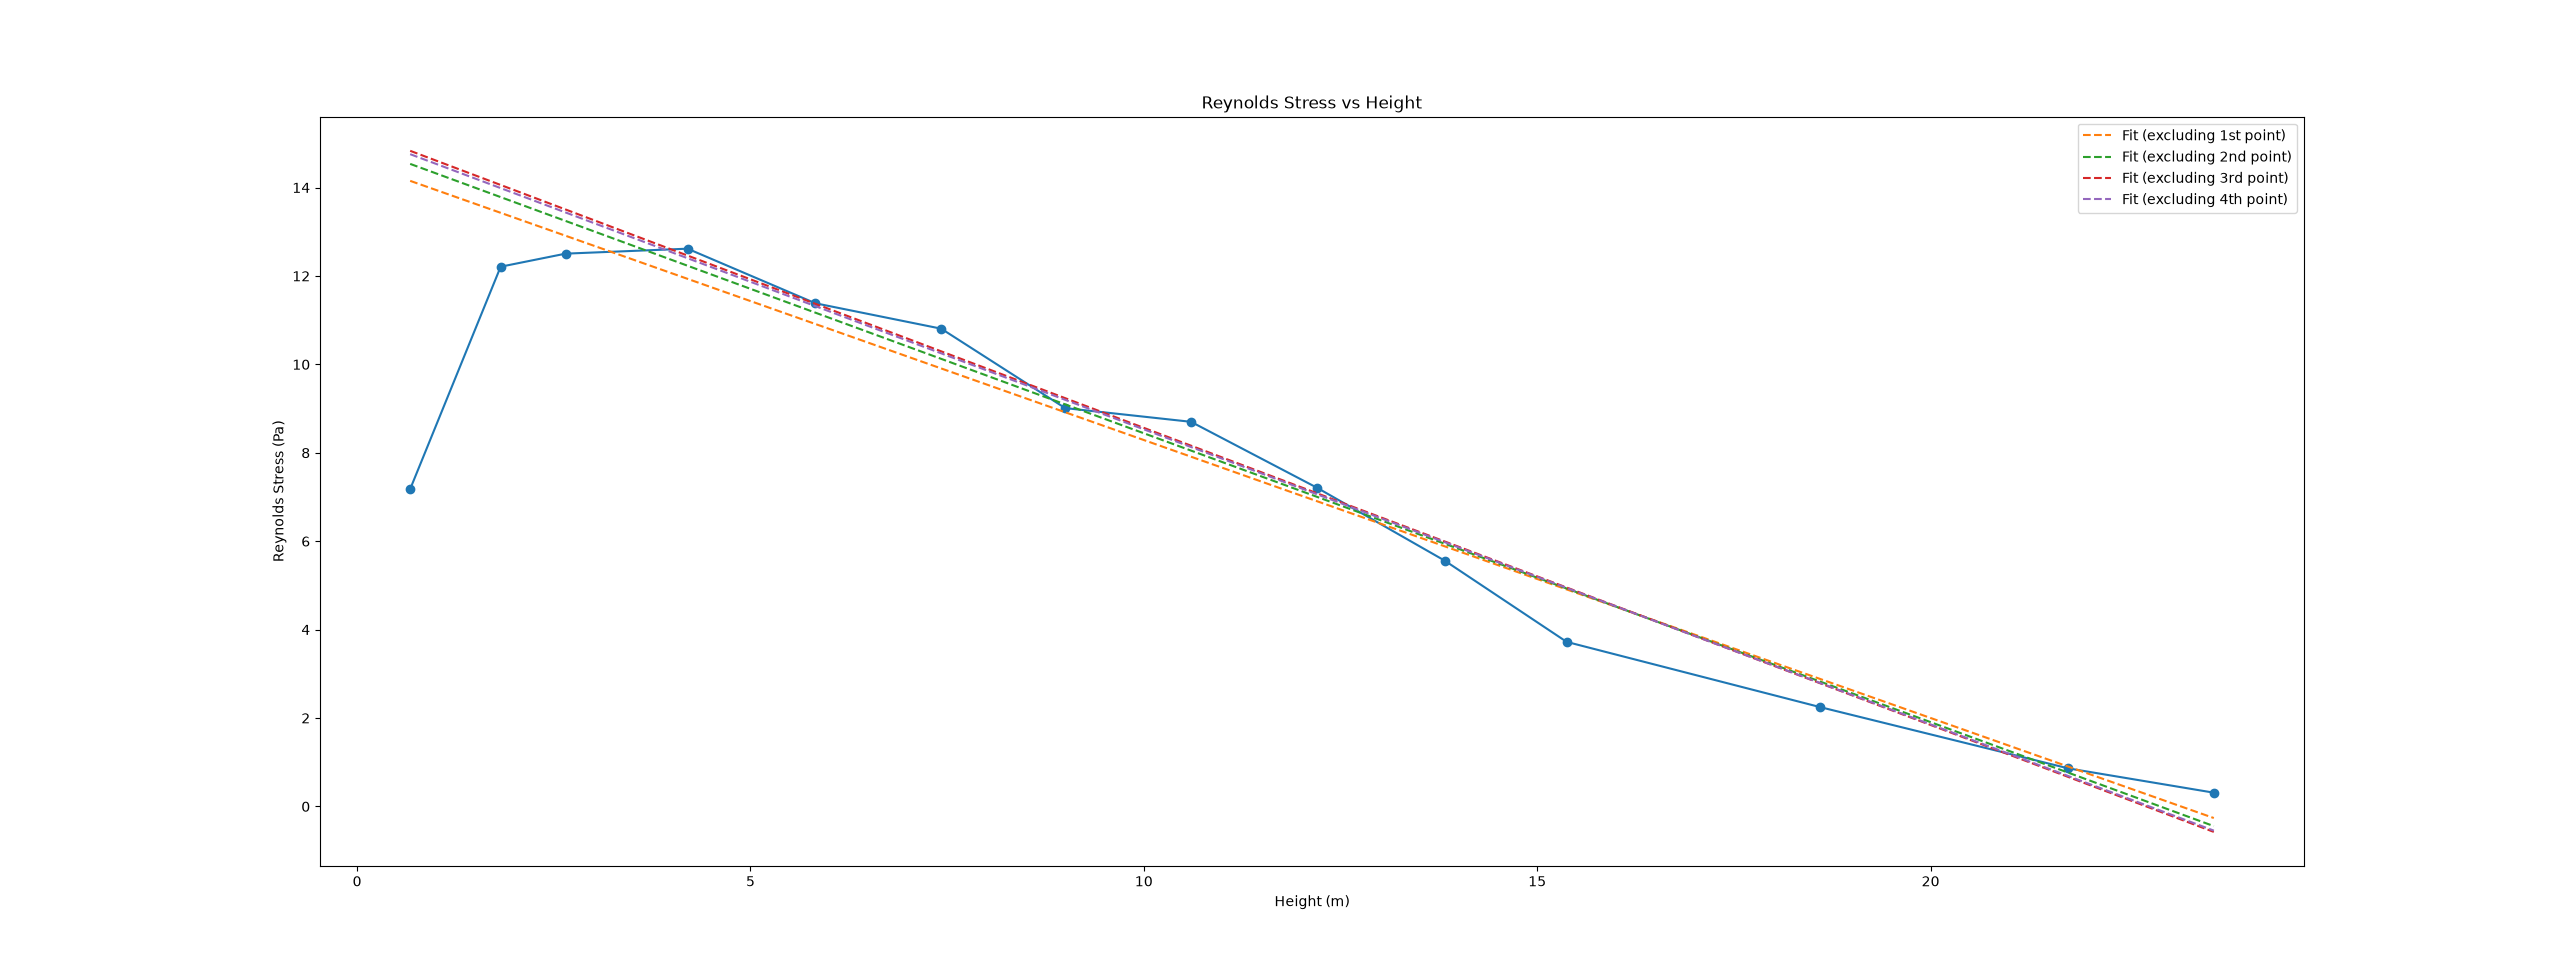 Reynolds Stress vs Height
Fit (excluding 1st point)
Fit (excluding 2nd point)
Fit (excluding 3rd point)
Fit (excluding 4th point)
Reynolds Stress (Pa)
14
12
10
8
6
4
2
0
0 5 10 15 20
Height (m)